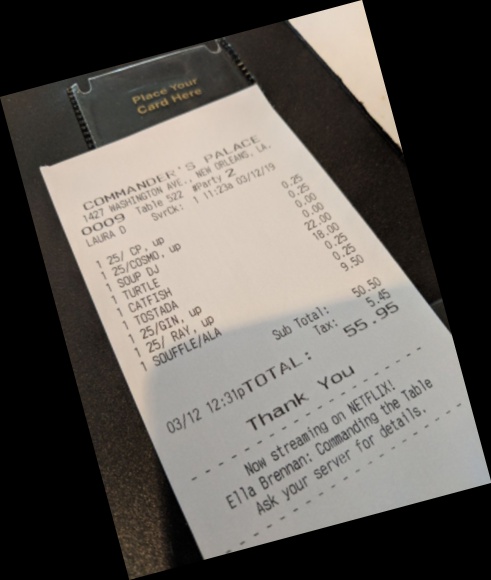 Place Your
Card Here
COMMANDER'S PALACE
1427 WASHINGTON AVE., NEW ORLEANS, LA.
0009 Table 522 #Party 2
LAURA D SvrCk: 1 11:23a 03/12/19
1 25/ CP, up 0.25
1 25/COSMO, up 0.25
1 SOUP DJ 0.00
1 TURTLE 0.00
1 CATFISH 22.00
1 TOSTADA 18.00
1 25/GIN, up 0.25
1 25/ RAY, up 0.25
1 SOUFFLE/ALA 9.50
Sub Total: 50.50
Tax: 5.45
03/12 12:31pTOTAL: 55.95
Thank You
Now streaming on NETFLIX!
Ella Brennan: Commanding the Table
Ask your server for details.